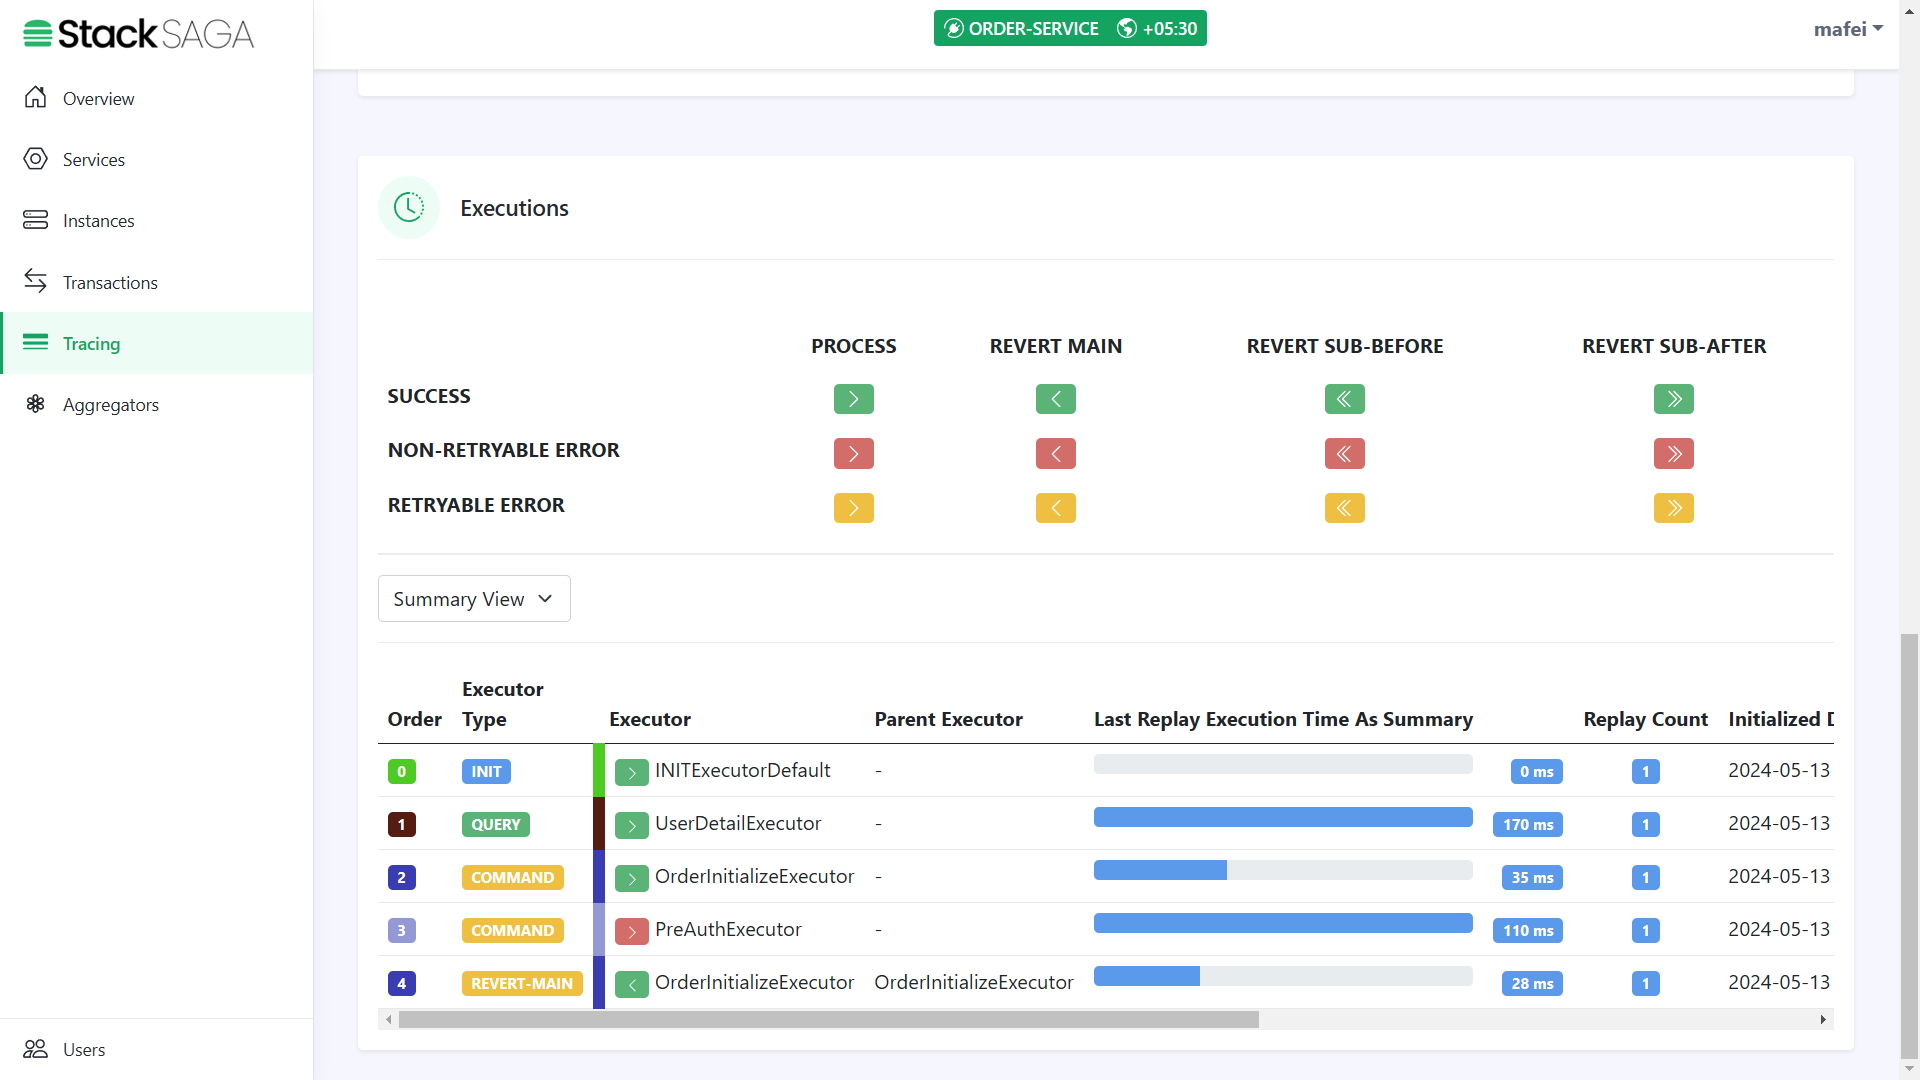 StackSAGA
ORDER-SERVICE +05:30
mafei
Overview
Services
Instances
Transactions
Tracing
Aggregators
Users
Executions
PROCESS REVERT MAIN REVERT SUB-BEFORE REVERT SUB-AFTER
SUCCESS
NON-RETRYABLE ERROR
RETRYABLE ERROR
Summary View
Order Executor Type Executor Parent Executor Last Replay Execution Time As Summary Replay Count Initialized D
0 INIT INITExecutorDefault - 0 ms 1 2024-05-13
1 QUERY UserDetailExecutor - 170 ms 1 2024-05-13
2 COMMAND OrderInitializeExecutor - 35 ms 1 2024-05-13
3 COMMAND PreAuthExecutor - 110 ms 1 2024-05-13
4 REVERT-MAIN OrderInitializeExecutor OrderInitializeExecutor 28 ms 1 2024-05-13